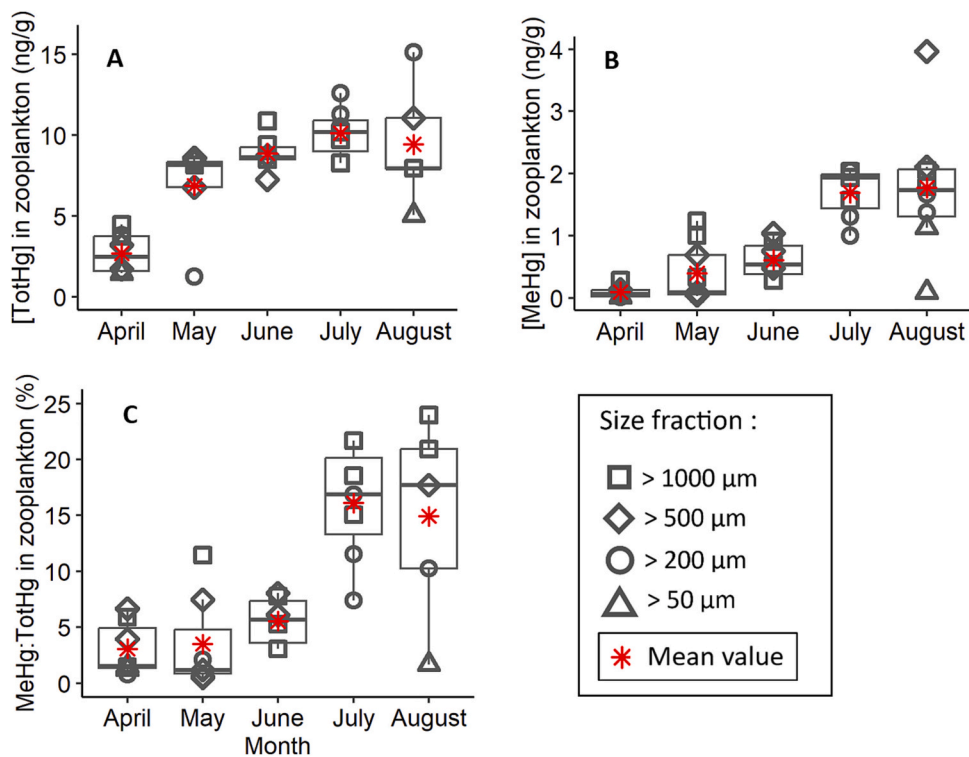 A
[TotHg] in zooplankton (ng/g)
15
10
5
0
April May June July August
B
[MeHg] in zooplankton (ng/g)
4
3
2
1
0
April May June July August
C
MeHg:TotHg in zooplankton (%)
25
20
15
10
5
0
April May June July August
Month
Size fraction :
> 1000 µm
> 500 µm
> 200 µm
> 50 µm
Mean value